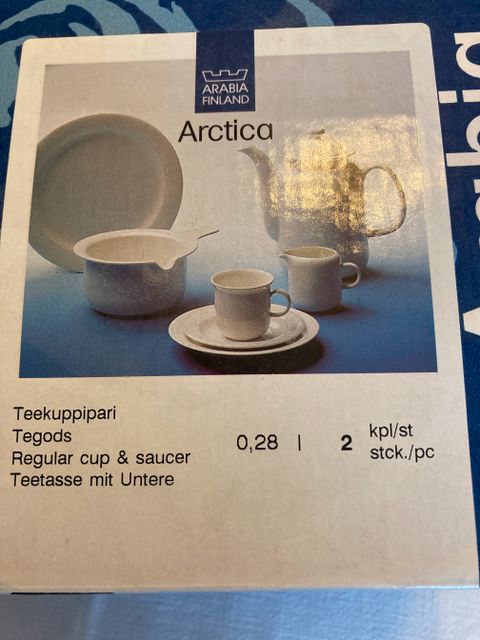 ARABIA
FINLAND
Arctica
Teekuppipari
Tegods
Regular cup & saucer
Teetasse mit Untere
0,28 l
2
kpl/st
stck./pc